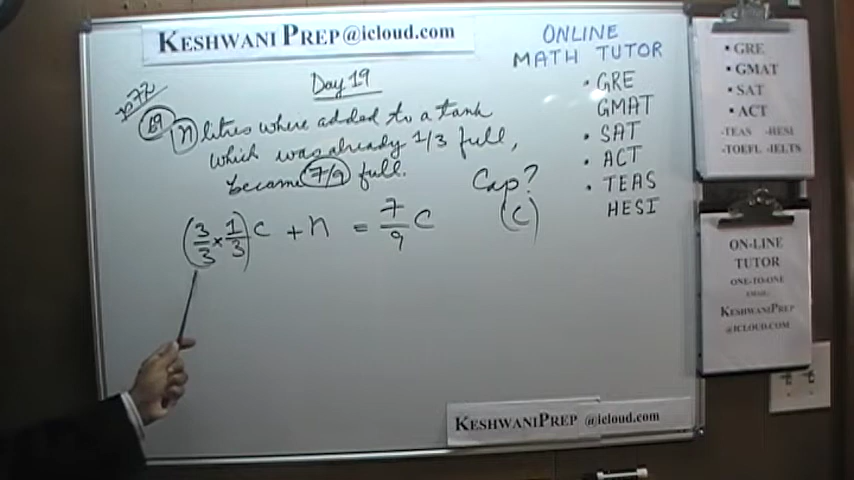 KESHWANI PREP@icloud.com
Day 19
69
n litres where added to a tank
which was already 1/3 full,
became 7/9 full.
Cap?
(C)
(3/3 × 1/3) C + n = 7/9 C
ONLINE
MATH TUTOR
• GRE
GMAT
• SAT
• ACT
• TEAS
HESI
• GRE
• GMAT
• SAT
• ACT
-TEAS -HESI
-TOEFL -IELTS
ON-LINE
TUTOR
ONE-TO-ONE
EMAIL:
KESHWANIPREP
@ICLOUD.COM
KESHWANIPREP @icloud.com